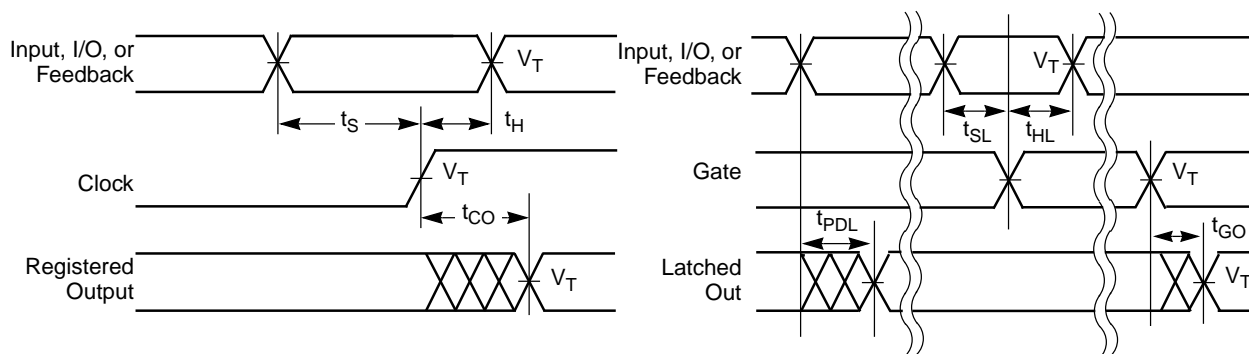 Input, I/O, or
Feedback
V_T
t_S
t_H
Clock
V_T
t_CO
Registered
Output
V_T
Input, I/O, or
Feedback
V_T
t_SL
t_HL
Gate
V_T
t_PDL
t_GO
Latched
Out
V_T